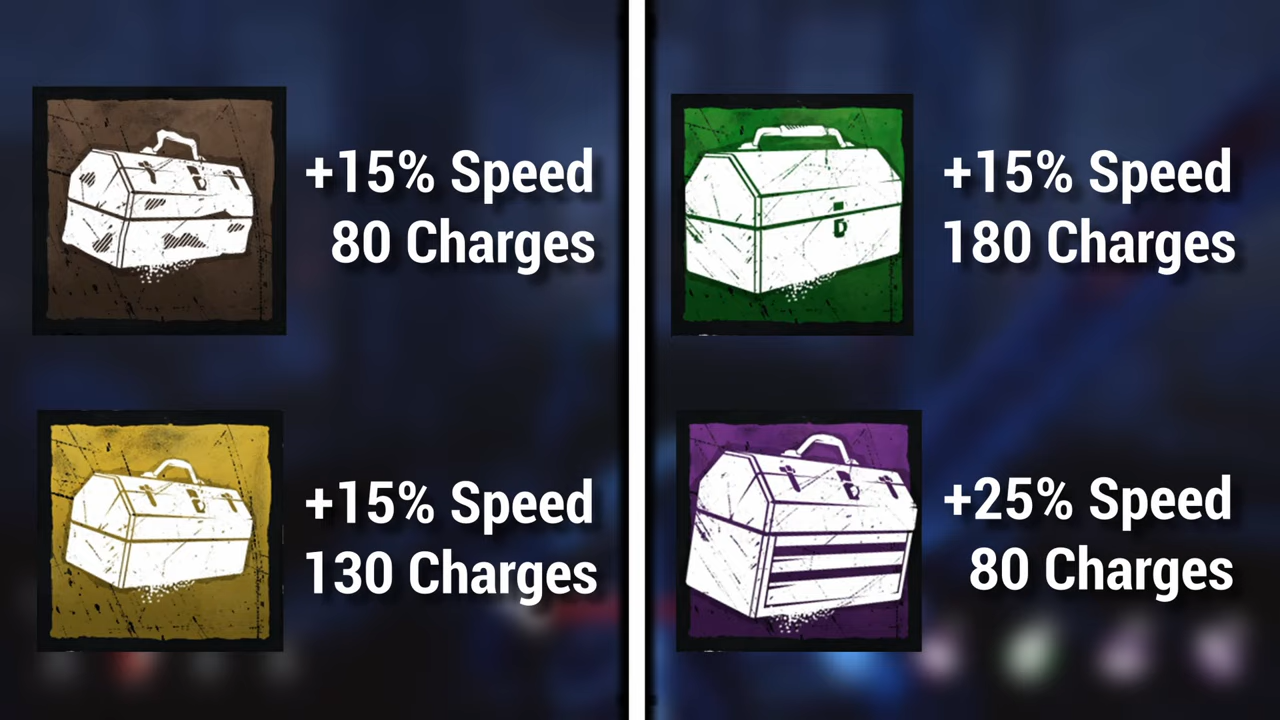 +15% Speed
80 Charges
+15% Speed
130 Charges
+15% Speed
180 Charges
+25% Speed
80 Charges